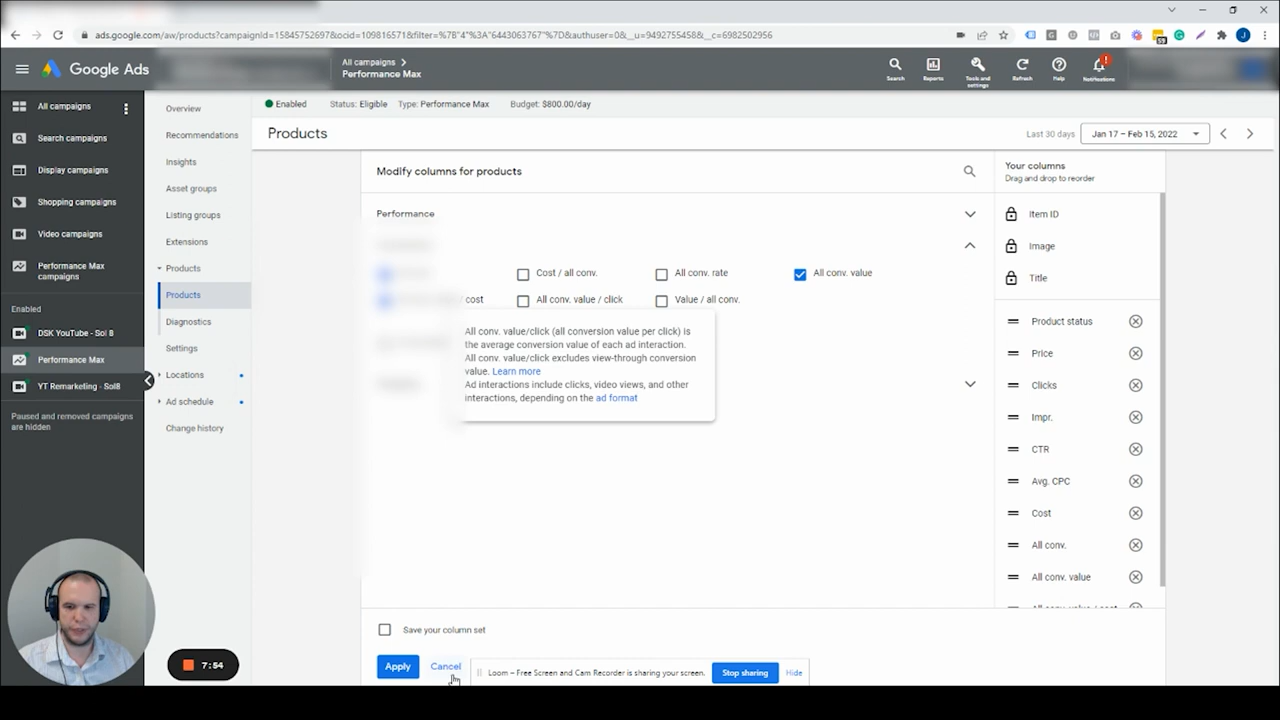 ads.google.com/aw/products?campaignId=15845752697&ocid=109816571&filter=%7B"4"%3A"6443063767"%7D&authuser=0&__u=9492755458&__c=6982502956
Google Ads
All campaigns
Performance Max
Search
Reports
Tools and settings
Refresh
Help
Notifications
All campaigns
Search campaigns
Display campaigns
Shopping campaigns
Video campaigns
Performance Max
campaigns
Enabled
DSK YouTube - Sol 8
Performance Max
YT Remarketing - Sol8
Paused and removed campaigns
are hidden
Overview
Recommendations
Insights
Asset groups
Listing groups
Extensions
Products
Products
Diagnostics
Settings
Locations
Ad schedule
Change history
Enabled Status: Eligible Type: Performance Max Budget: $800.00/day
Products
Last 30 days Jan 17 – Feb 15, 2022
Modify columns for products
Performance
Cost / all conv. All conv. rate All conv. value
/ cost All conv. value / click Value / all conv.
All conv. value/click (all conversion value per click) is
the average conversion value of each ad interaction.
All conv. value/click excludes view-through conversion
value. Learn more
Ad interactions include clicks, video views, and other
interactions, depending on the ad format
Your columns
Drag and drop to reorder
Item ID
Image
Title
Product status
Price
Clicks
Impr.
CTR
Avg. CPC
Cost
All conv.
All conv. value
All conv. value / cost
Save your column set
Apply Cancel
Loom – Free Screen and Cam Recorder is sharing your screen. Stop sharing Hide
7:54